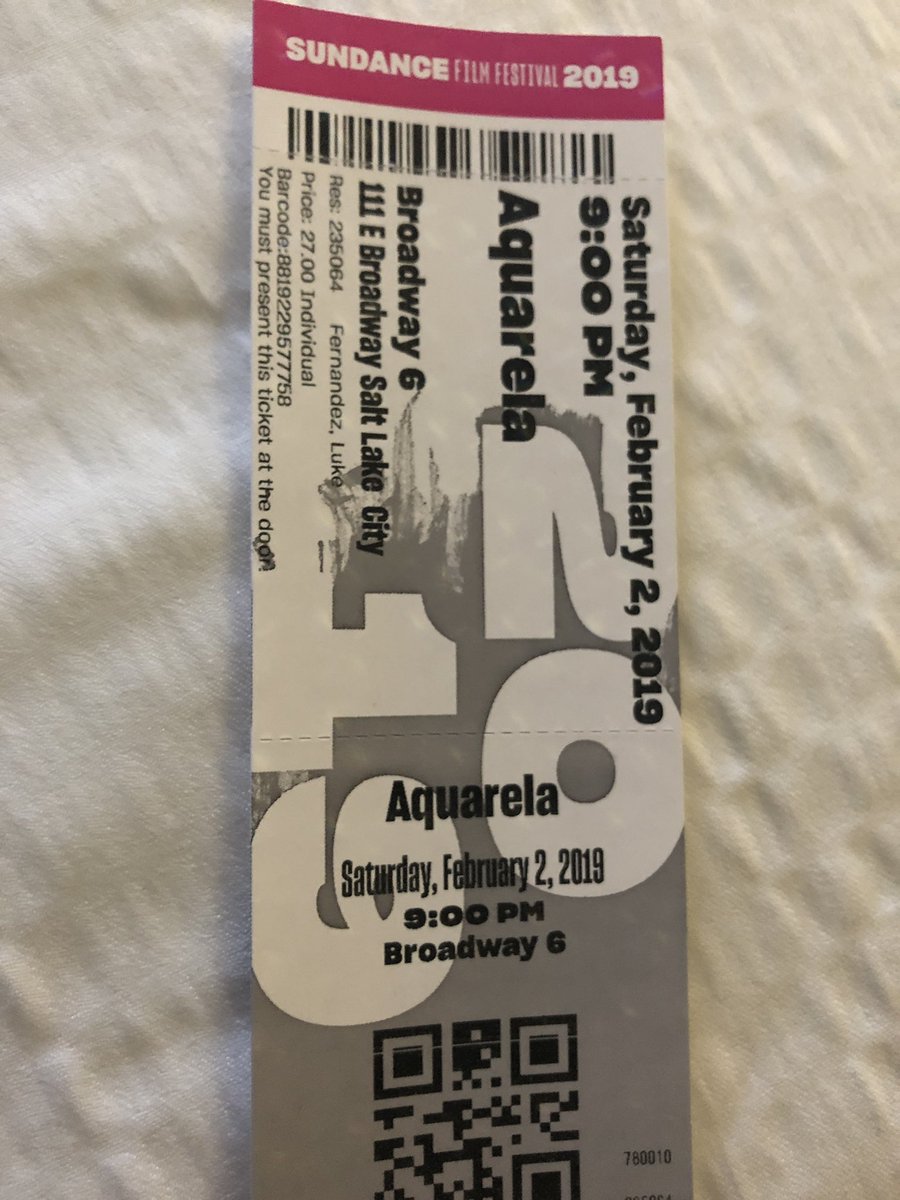 SUNDANCE FILM FESTIVAL 2019
Saturday, February 2, 2019
9:00 PM
Aquarela
Broadway 6
111 E Broadway Salt Lake City
Res: 235064 Fernandez, Luke
Price: 27.00 Individual
Barcode:8819229577758
You must present this ticket at the door.
2019
Aquarela
Saturday, February 2, 2019
9:00 PM
Broadway 6
780010